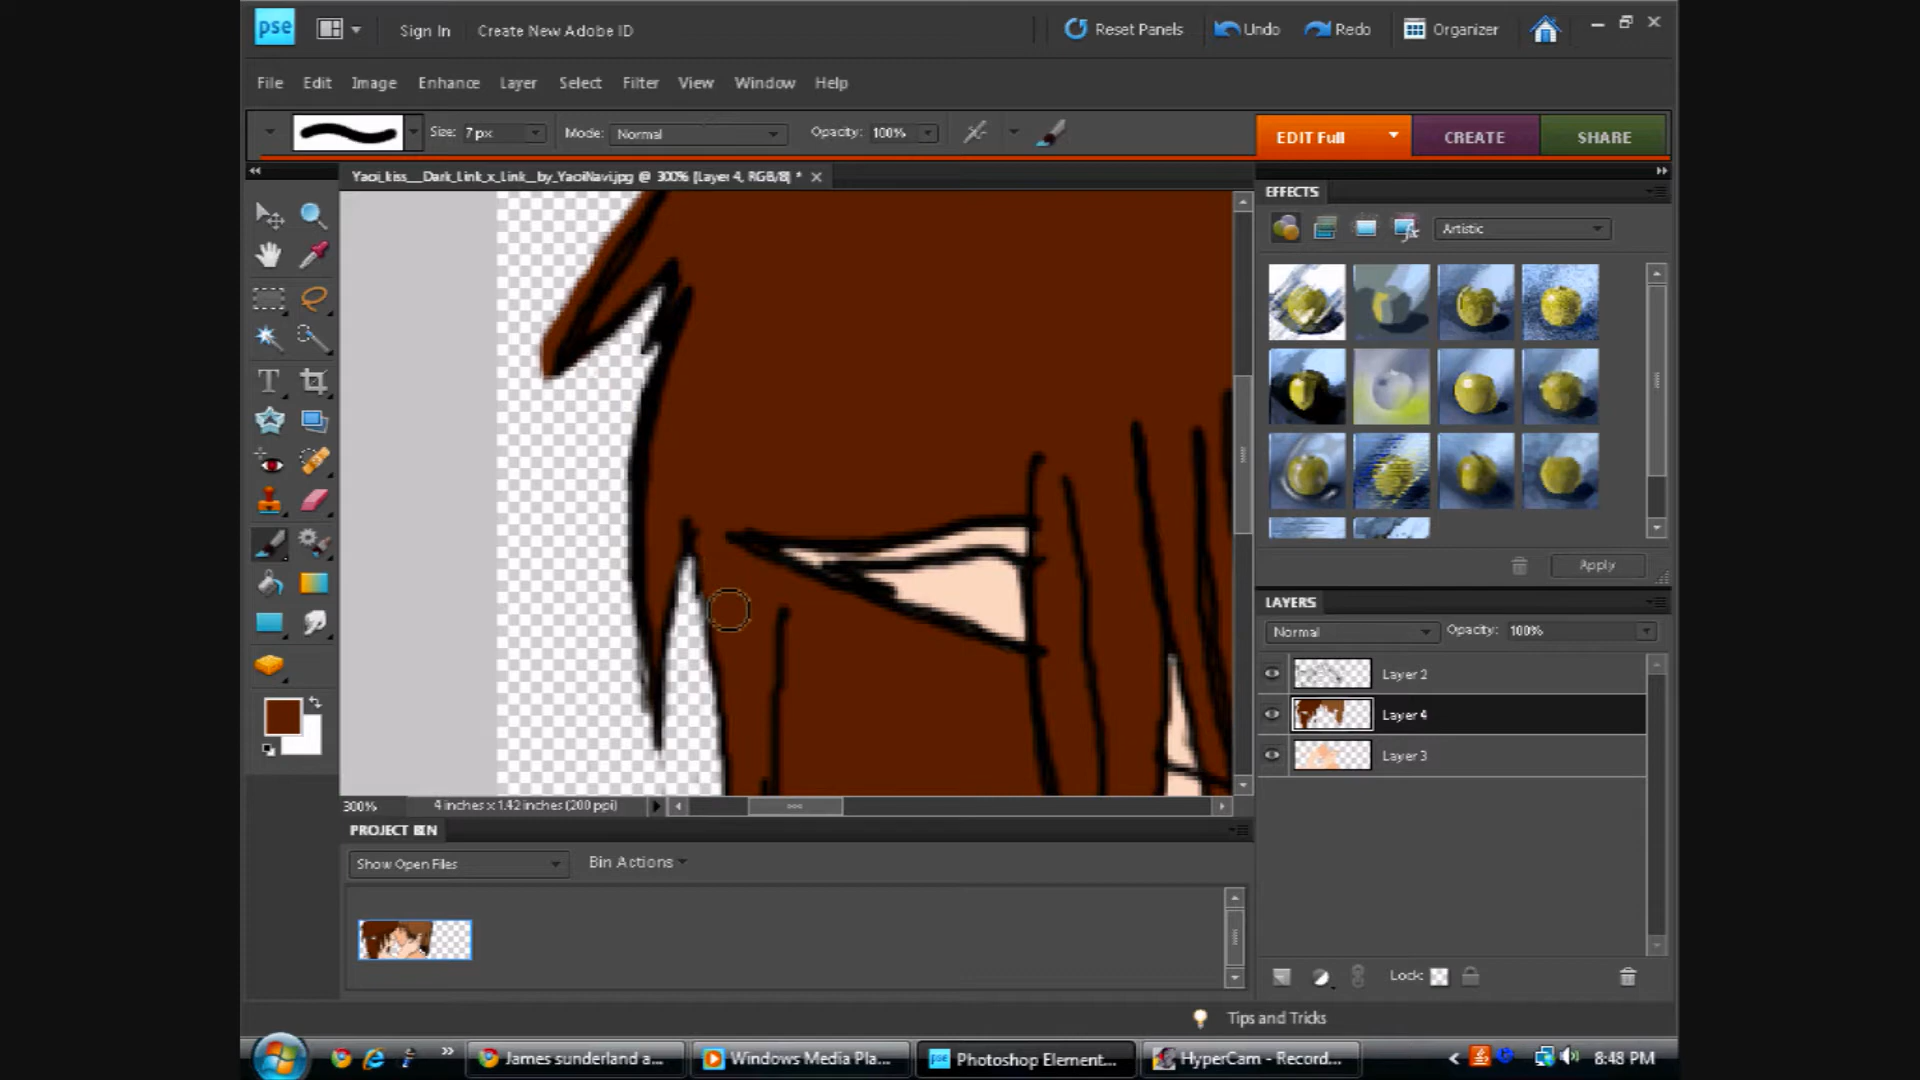 pse Sign In Create New Adobe ID Reset Panels Undo Redo Organizer
File Edit Image Enhance Layer Select Filter View Window Help
Size: 7 px Mode: Normal Opacity: 100% EDIT Full CREATE SHARE
Yaoi_kiss__Dark_Link_x_Link__by_YaoiNavi.jpg @ 300% [Layer 4, RGB/8] *
EFFECTS
Artistic
Apply
LAYERS
Normal Opacity: 100%
Layer 2
Layer 4
Layer 3
300% 4 inches x 1.42 inches (200 ppi)
PROJECT BIN
Show Open Files Bin Actions
Lock:
Tips and Tricks
James sunderland a... Windows Media Pla... pse Photoshop Element... HyperCam - Record... 8:48 PM